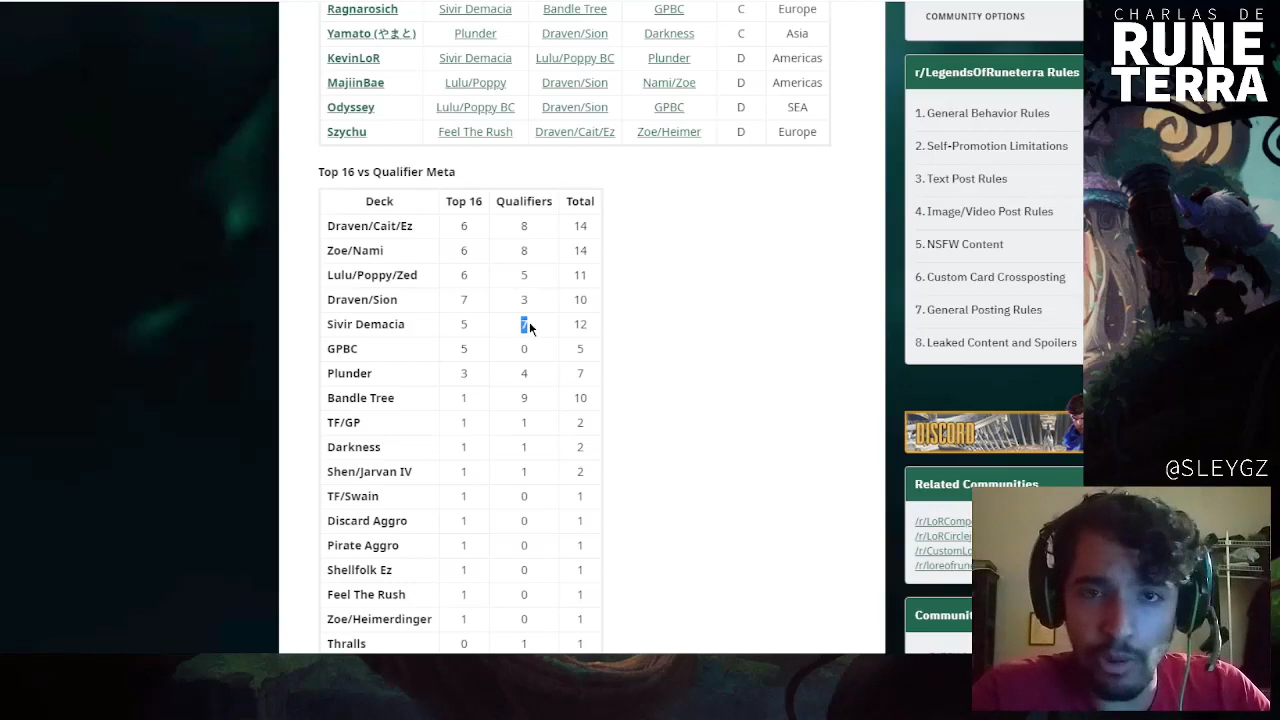 Ragnarosich Sivir Demacia Bandle Tree GPBC C Europe
Yamato (やまと) Plunder Draven/Sion Darkness C Asia
KevinLoR Sivir Demacia Lulu/Poppy BC Plunder D Americas
MajiinBae Lulu/Poppy Draven/Sion Nami/Zoe D Americas
Odyssey Lulu/Poppy BC Draven/Sion GPBC D SEA
Szychu Feel The Rush Draven/Cait/Ez Zoe/Heimer D Europe
Top 16 vs Qualifier Meta
Deck Top 16 Qualifiers Total
Draven/Cait/Ez 6 8 14
Zoe/Nami 6 8 14
Lulu/Poppy/Zed 6 5 11
Draven/Sion 7 3 10
Sivir Demacia 5 7 12
GPBC 5 0 5
Plunder 3 4 7
Bandle Tree 1 9 10
TF/GP 1 1 2
Darkness 1 1 2
Shen/Jarvan IV 1 1 2
TF/Swain 1 0 1
Discard Aggro 1 0 1
Pirate Aggro 1 0 1
Shellfolk Ez 1 0 1
Feel The Rush 1 0 1
Zoe/Heimerdinger 1 0 1
Thralls 0 1 1
COMMUNITY OPTIONS
r/LegendsOfRuneterra Rules
1. General Behavior Rules
2. Self-Promotion Limitations
3. Text Post Rules
4. Image/Video Post Rules
5. NSFW Content
6. Custom Card Crossposting
7. General Posting Rules
8. Leaked Content and Spoilers
DISCORD
Related Communities
/r/LoRComp
/r/LoRCirclej
/r/CustomLo
/r/loreofrune
Communi
CHARLAS DE
RUNE
TERRA
@SLEYGZ